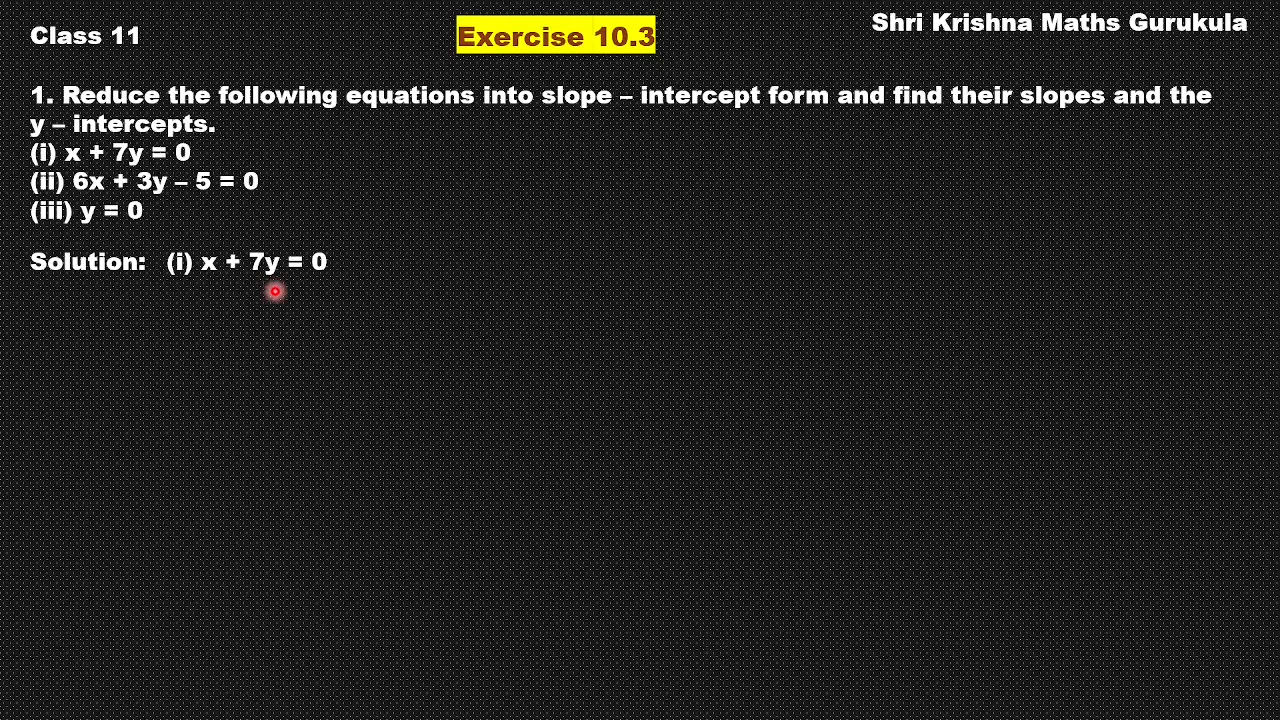 Class 11
Exercise 10.3
Shri Krishna Maths Gurukula
1. Reduce the following equations into slope – intercept form and find their slopes and the
y – intercepts.
(i) x + 7y = 0
(ii) 6x + 3y – 5 = 0
(iii) y = 0
Solution: (i) x + 7y = 0